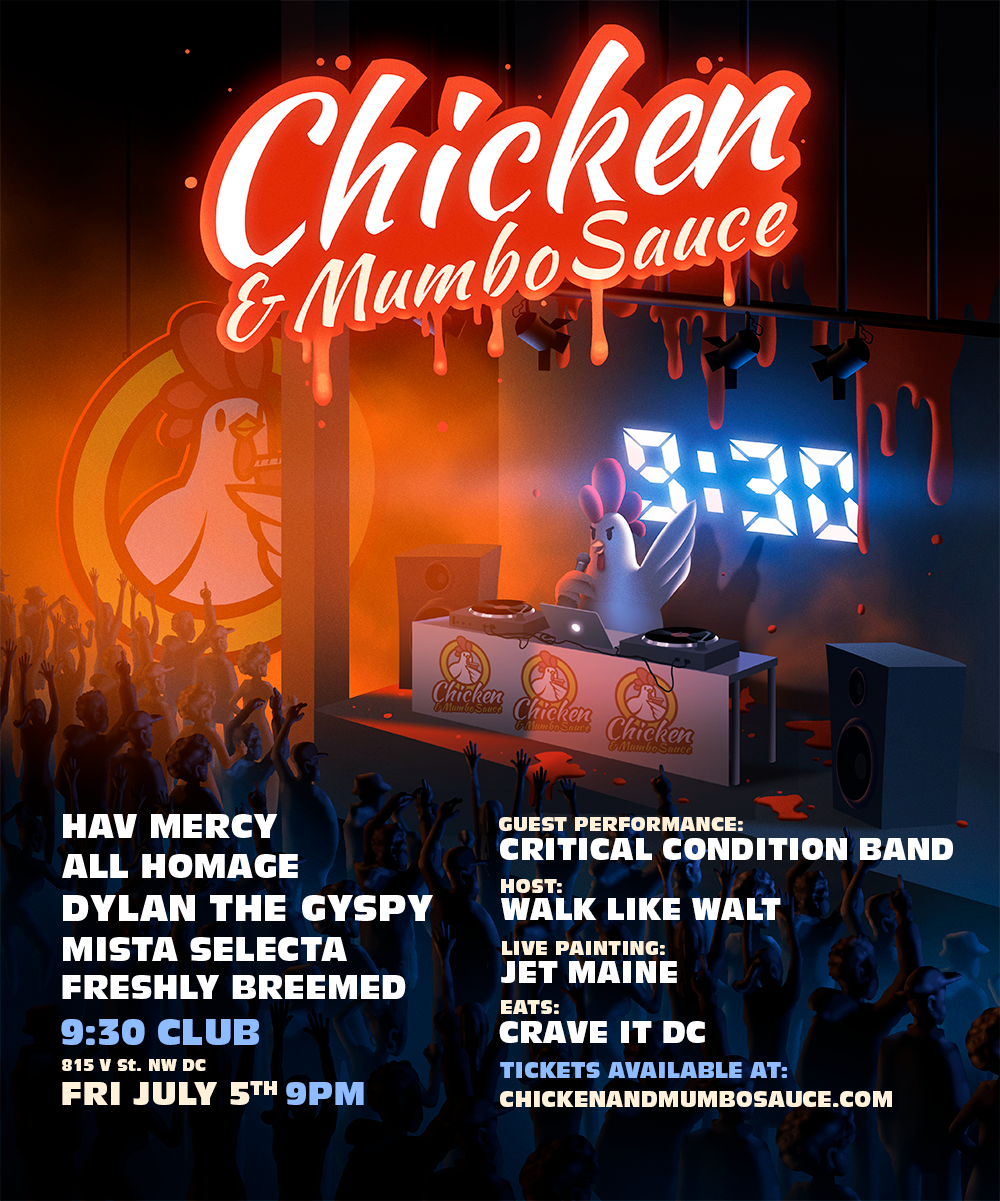 Chicken
& Mumbo Sauce
9:30
Chicken
& Mumbo Sauce
Chicken
& Mumbo Sauce
Chicken
& Mumbo Sauce
HAV MERCY
ALL HOMAGE
DYLAN THE GYSPY
MISTA SELECTA
FRESHLY BREEMED
9:30 CLUB
815 V St. NW DC
FRI JULY 5TH 9PM
GUEST PERFORMANCE:
CRITICAL CONDITION BAND
HOST:
WALK LIKE WALT
LIVE PAINTING:
JET MAINE
EATS:
CRAVE IT DC
TICKETS AVAILABLE AT:
CHICKENANDMUMBOSAUCE.COM